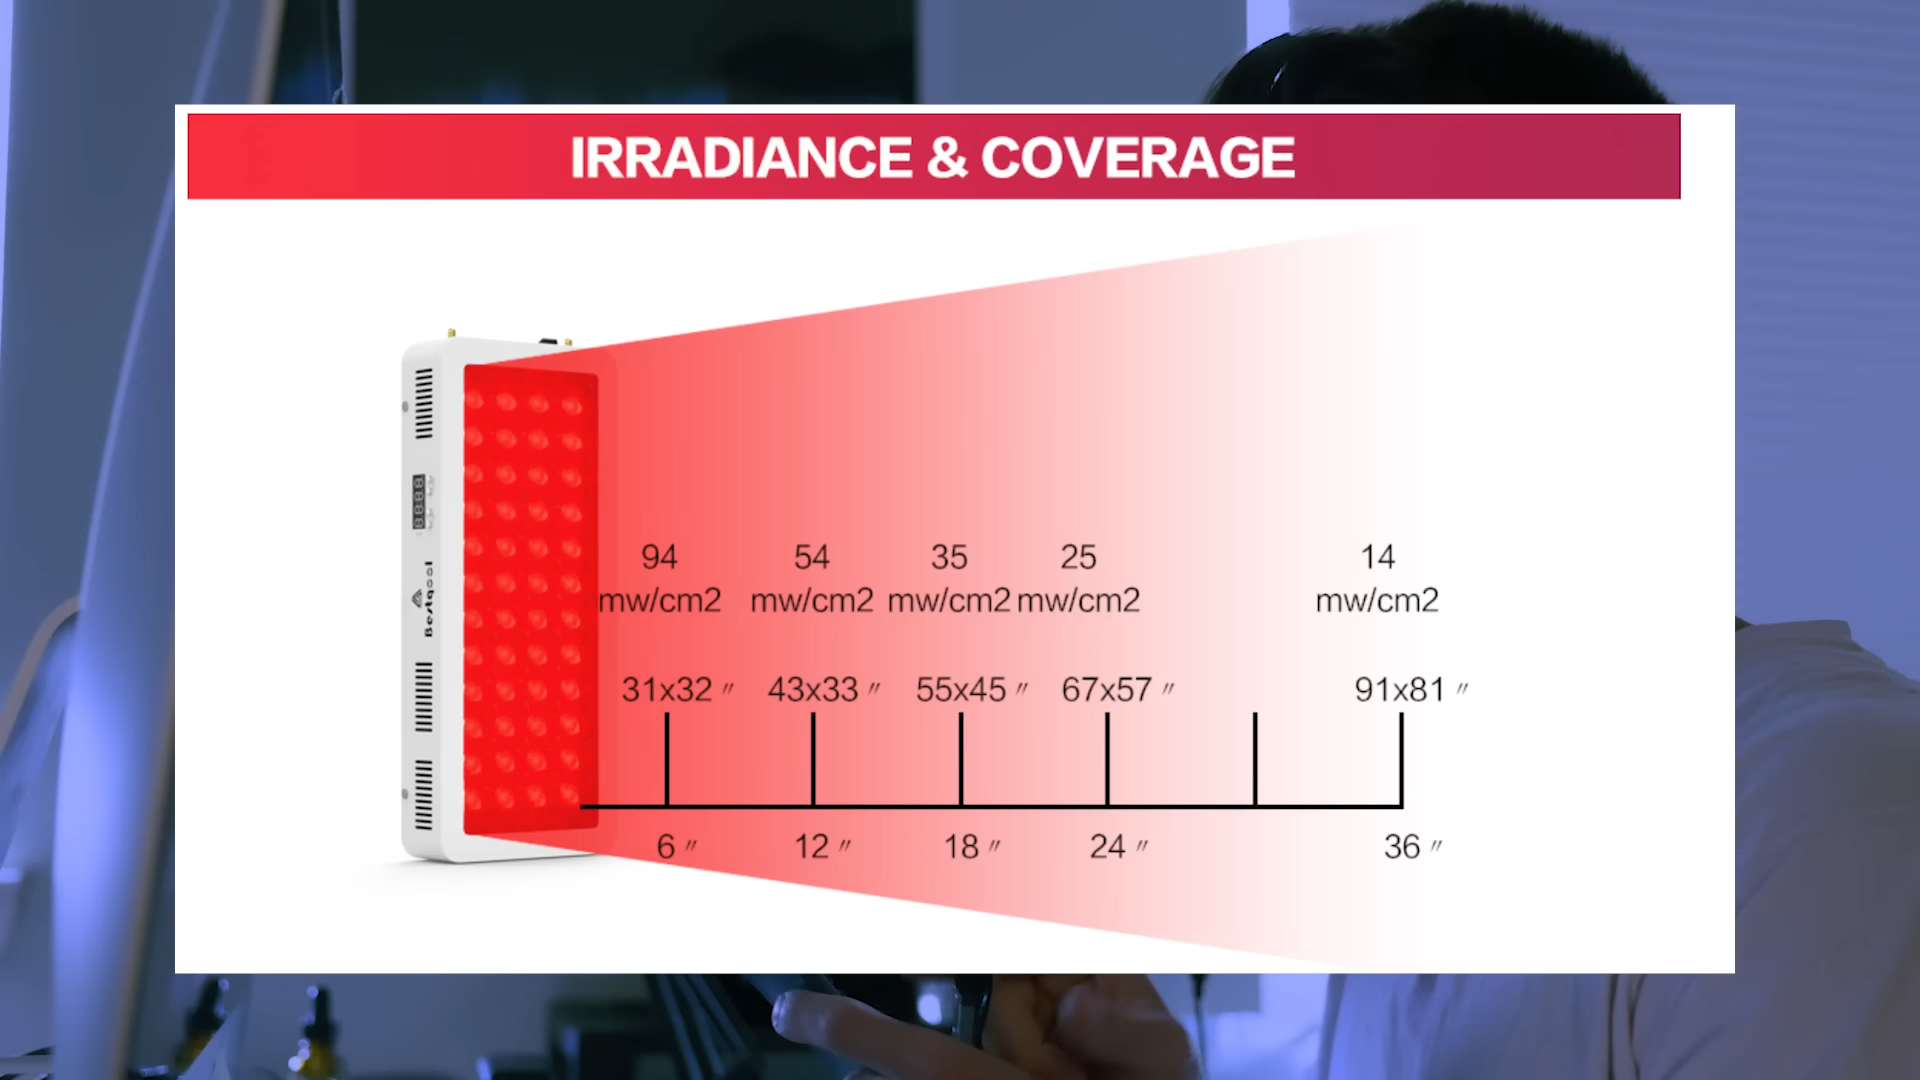 IRRADIANCE & COVERAGE
94 54 35 25 14
mw/cm2 mw/cm2 mw/cm2 mw/cm2 mw/cm2
31x32 ″ 43x33 ″ 55x45 ″ 67x57 ″ 91x81 ″
6 ″ 12 ″ 18 ″ 24 ″ 36 ″
Bestqool